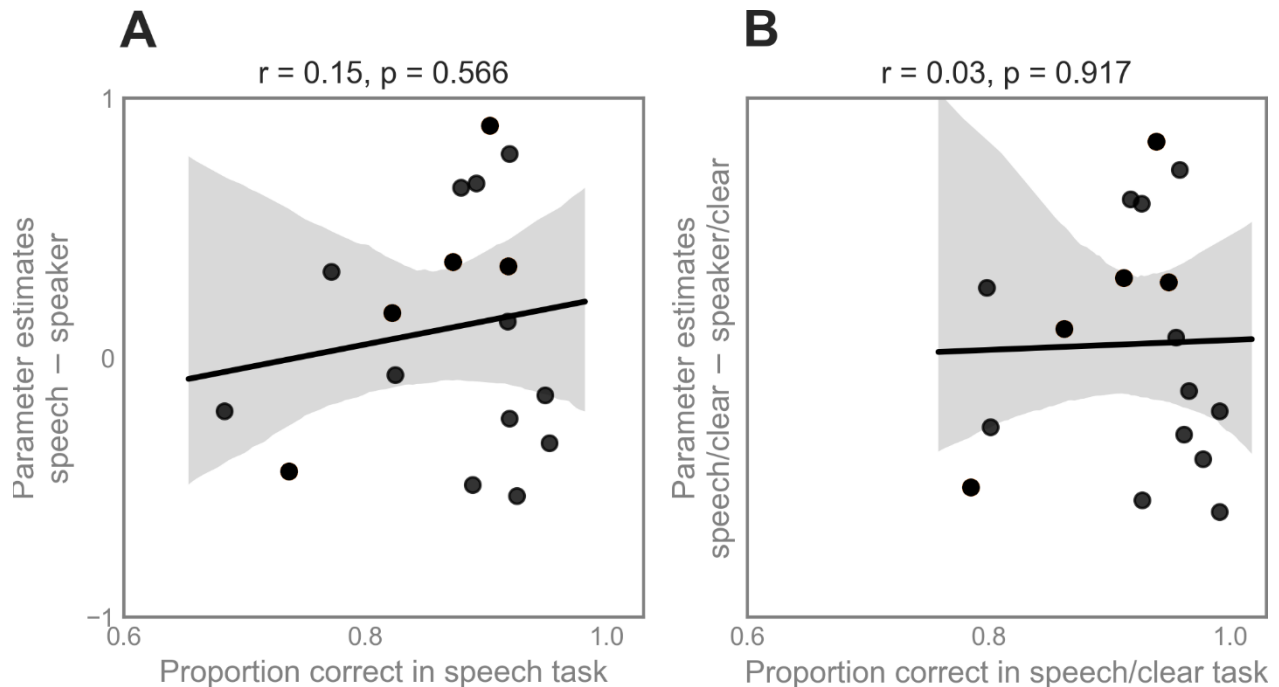 A
r = 0.15, p = 0.566
Parameter estimates
speech – speaker
1
0
−1
0.6
0.8
1.0
Proportion correct in speech task
B
r = 0.03, p = 0.917
Parameter estimates
speech/clear – speaker/clear
0.6
0.8
1.0
Proportion correct in speech/clear task